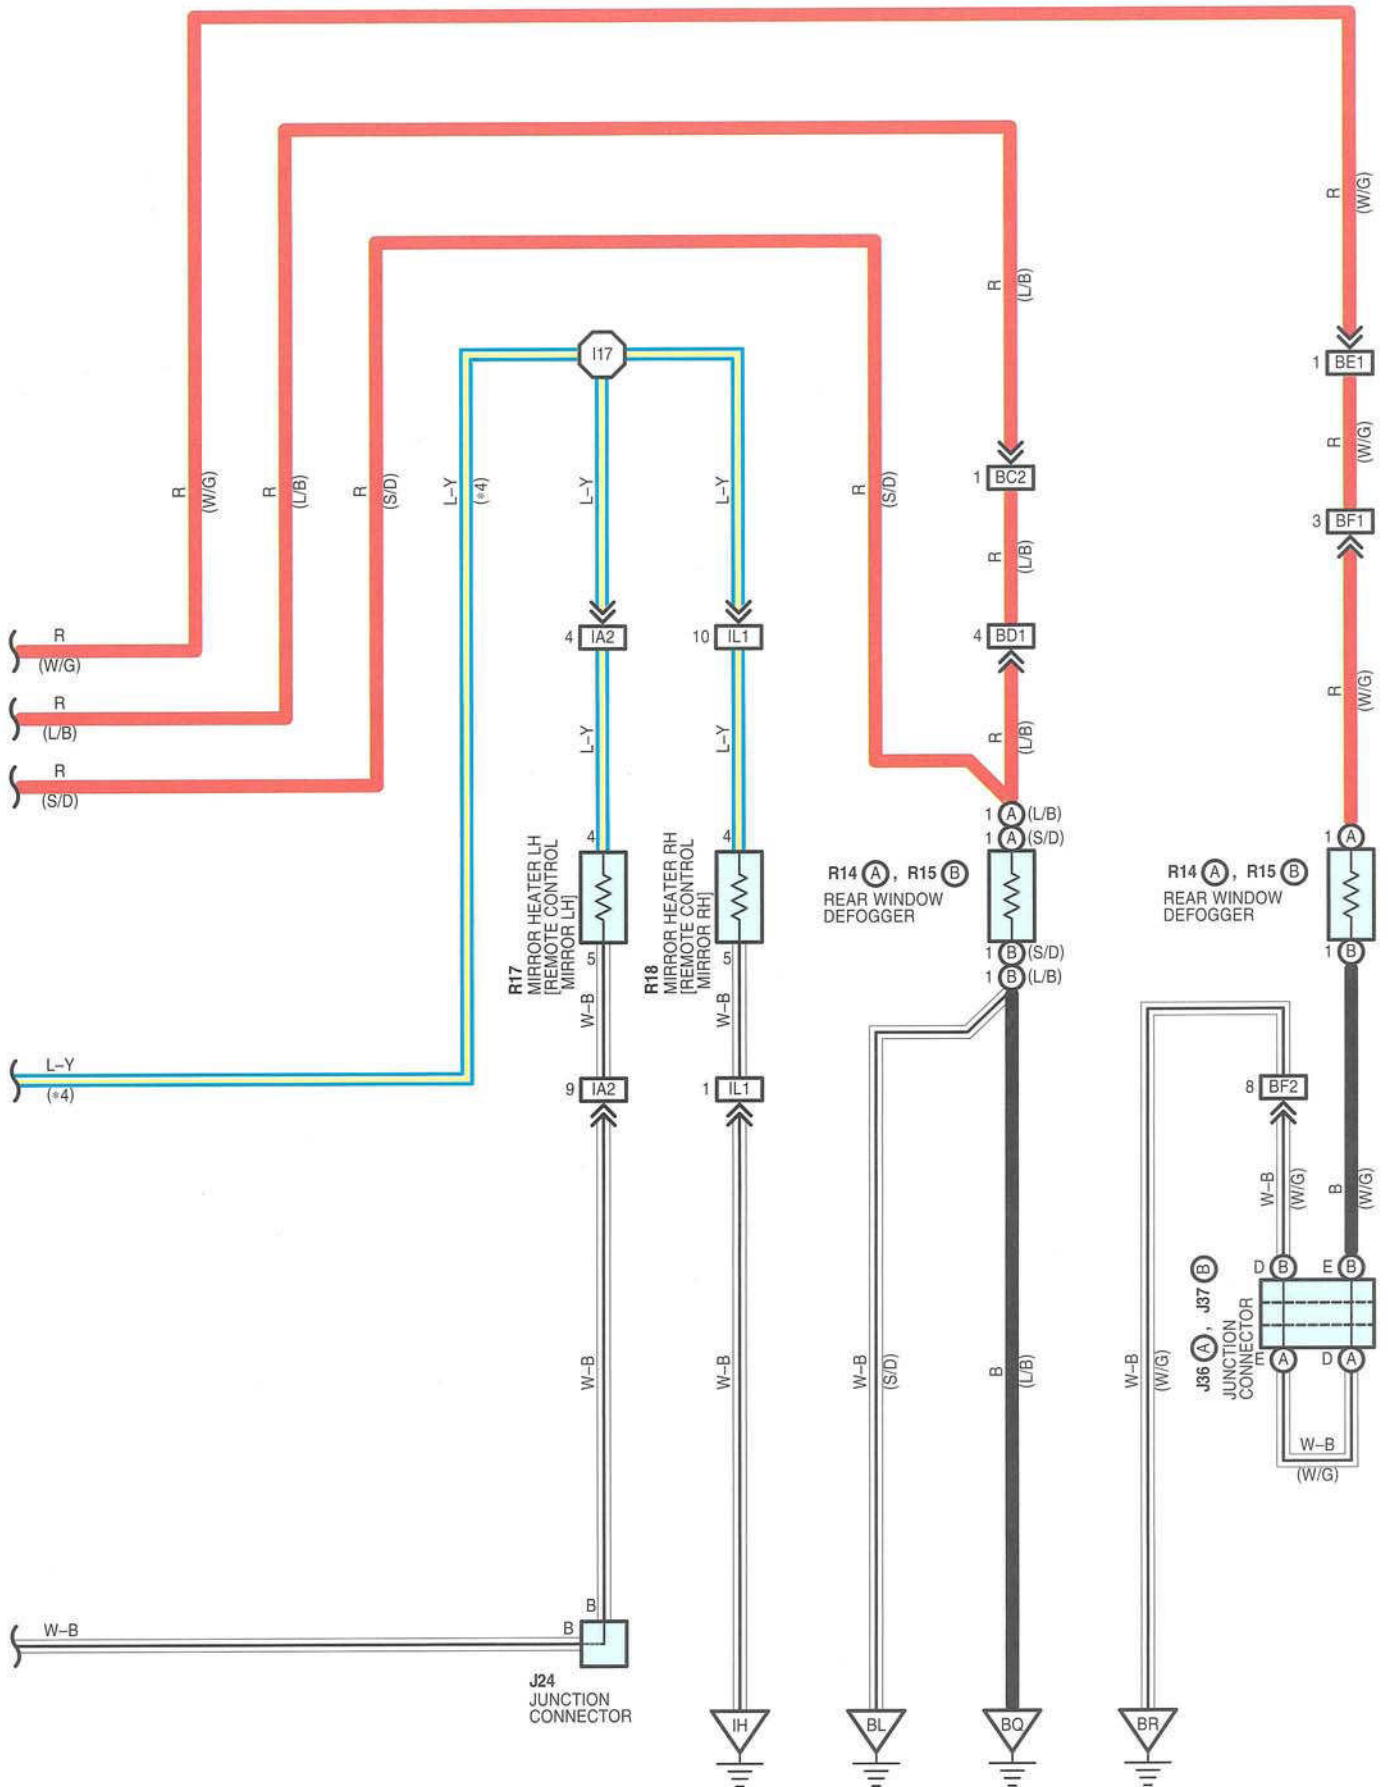 R
(W/G)
R
(L/B)
I17
1 BE1
R
(W/G)
R
(W/G)
R
(L/B)
R
(S/D)
L–Y
(*4)
L–Y
L–Y
R
(S/D)
1 BC2
3 BF1
R
(L/B)
R
(W/G)
4 IA2
10 IL1
4 BD1
R
(W/G)
R
(L/B)
R
(S/D)
L–Y
L–Y
R
(L/B)
R
(W/G)
1 A (L/B)
1 A (S/D)
1 A
4
4
R17
MIRROR HEATER LH
[REMOTE CONTROL
MIRROR LH]
R18
MIRROR HEATER RH
[REMOTE CONTROL
MIRROR RH]
R14 A , R15 B
REAR WINDOW
DEFOGGER
R14 A , R15 B
REAR WINDOW
DEFOGGER
5
5
1 B (S/D)
1 B (L/B)
1 B
W–B
W–B
L–Y
(*4)
9 IA2
1 IL1
8 BF2
W–B
(W/G)
B
(W/G)
D B
E B
J36 A , J37 B
JUNCTION
CONNECTOR
E A
D A
W–B
W–B
W–B
(S/D)
B
(L/B)
W–B
(W/G)
W–B
(W/G)
B
W–B
B
J24
JUNCTION
CONNECTOR
IH
BL
BQ
BR